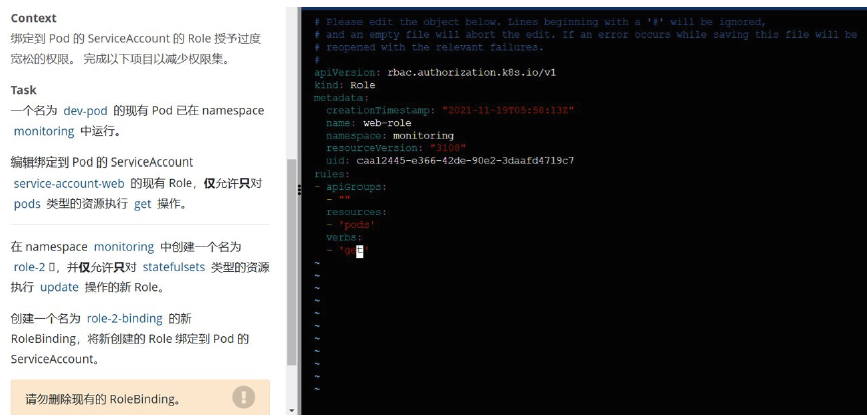 Context
绑定到 Pod 的 ServiceAccount 的 Role 授予过度
宽松的权限。 完成以下项目以减少权限集。
Task
一个名为 dev-pod 的现有 Pod 已在 namespace
monitoring 中运行。
编辑绑定到 Pod 的 ServiceAccount
service-account-web 的现有 Role，仅允许只对
pods 类型的资源执行 get 操作。
在 namespace monitoring 中创建一个名为
role-2 ，并仅允许只对 statefulsets 类型的资源
执行 update 操作的新 Role。
创建一个名为 role-2-binding 的新
RoleBinding，将新创建的 Role 绑定到 Pod 的
ServiceAccount。
请勿删除现有的 RoleBinding。
# Please edit the object below. Lines beginning with a '#' will be ignored,
# and an empty file will abort the edit. If an error occurs while saving this file will be
# reopened with the relevant failures.
#
apiVersion: rbac.authorization.k8s.io/v1
kind: Role
metadata:
  creationTimestamp: "2021-11-19T05:58:13Z"
  name: web-role
  namespace: monitoring
  resourceVersion: "3108"
  uid: caa12445-e366-42de-90e2-3daafd4719c7
rules:
- apiGroups:
  - ""
  resources:
  - 'pods'
  verbs:
  - 'get'
~
~
~
~
~
~
~
~
~
~
~